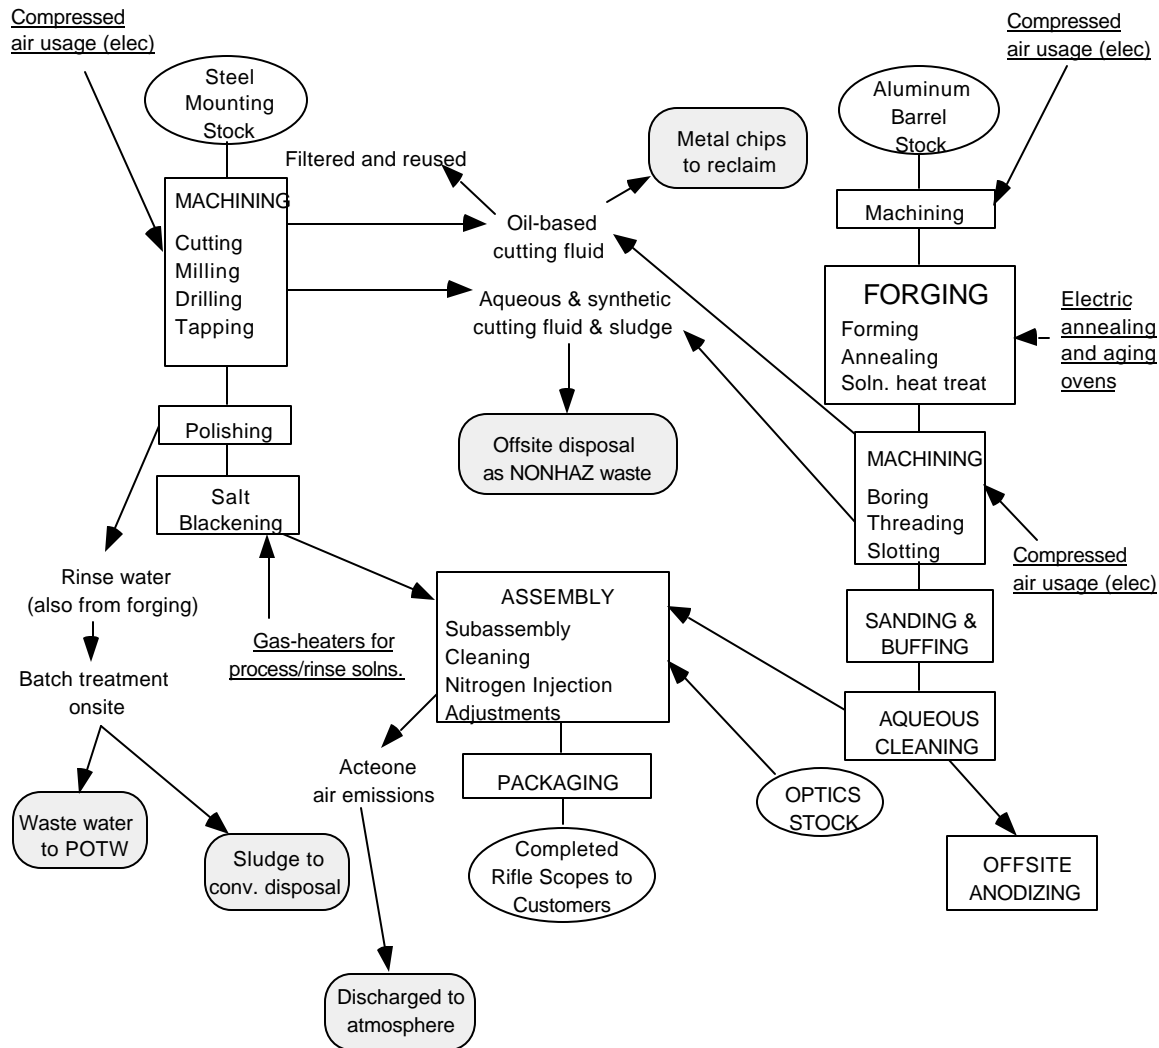 Compressed
air usage (elec)
Steel
Mounting
Stock
Compressed
air usage (elec)
Aluminum
Barrel
Stock
Metal chips
to reclaim
Filtered and reused
MACHINING
Cutting
Milling
Drilling
Tapping
Oil-based
cutting fluid
Machining
Aqueous & synthetic
cutting fluid & sludge
FORGING
Forming
Annealing
Soln. heat treat
Electric
annealing
and aging
ovens
Polishing
Offsite disposal
as NONHAZ waste
MACHINING
Boring
Threading
Slotting
Salt
Blackening
Compressed
air usage (elec)
Rinse water
(also from forging)
ASSEMBLY
Subassembly
Cleaning
Nitrogen Injection
Adjustments
SANDING &
BUFFING
Gas-heaters for
process/rinse solns.
Batch treatment
onsite
AQUEOUS
CLEANING
Acteone
air emissions
PACKAGING
OPTICS
STOCK
Waste water
to POTW
Sludge to
conv. disposal
Completed
Rifle Scopes to
Customers
OFFSITE
ANODIZING
Discharged to
atmosphere